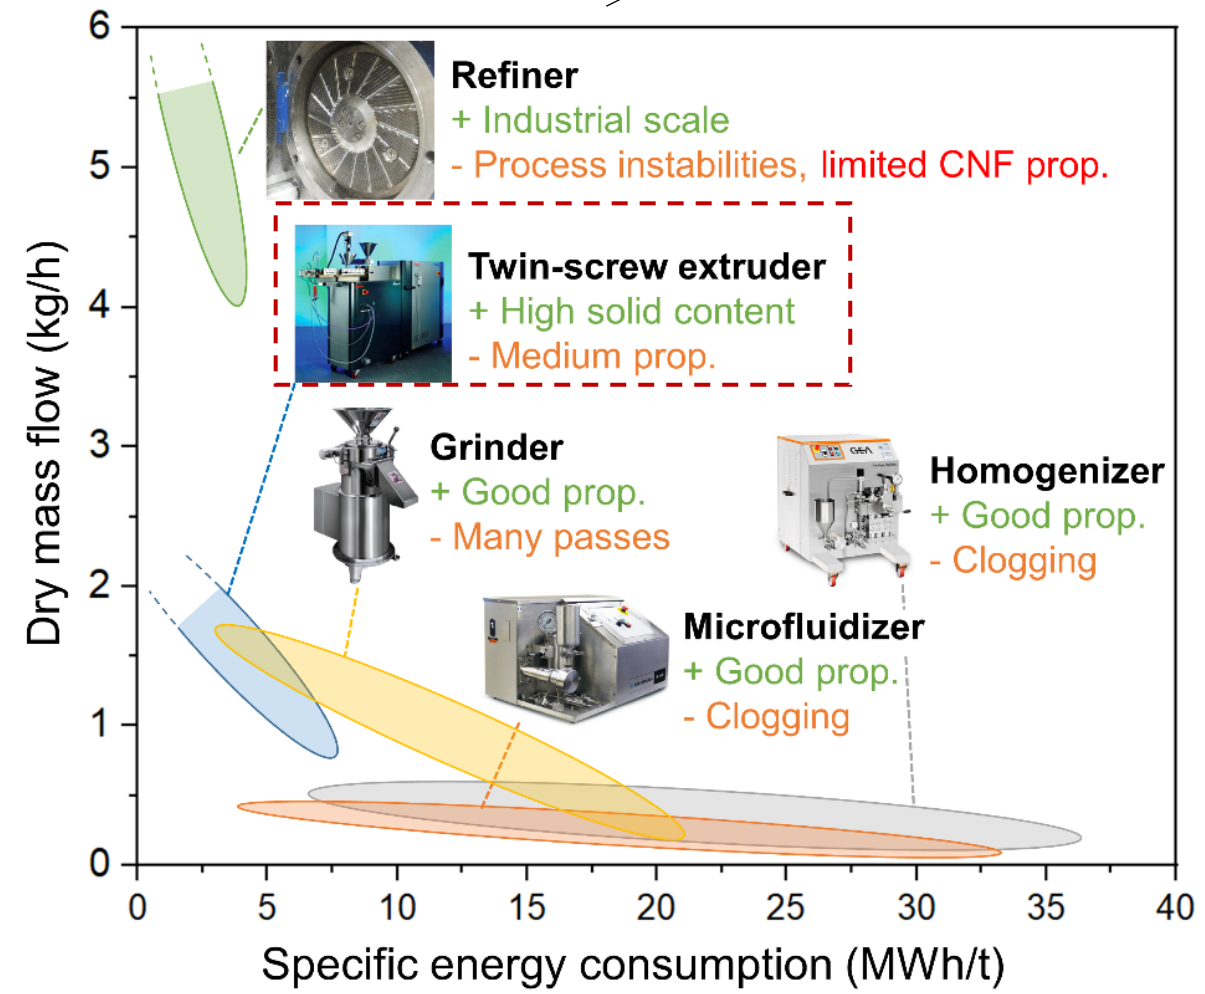 >
6
Refiner
+ Industrial scale
- Process instabilities, limited CNF prop.
5
Twin-screw extruder
+ High solid content
- Medium prop.
4
Dry mass flow (kg/h)
3
Grinder
+ Good prop.
- Many passes
GEA
Homogenizer
+ Good prop.
- Clogging
2
Microfluidizer
+ Good prop.
- Clogging
1
0
0 5 10 15 20 25 30 35 40
Specific energy consumption (MWh/t)